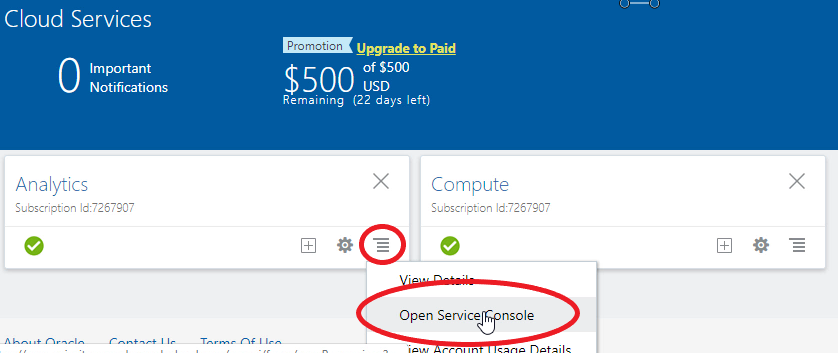 Cloud Services
0 Important
Notifications
Promotion Upgrade to Paid
$500 of $500
USD
Remaining (22 days left)
Analytics
Subscription Id:7267907
Compute
Subscription Id:7267907
View Details
Open Service Console
View Account Usage Details
About Oracle Contact Us Terms Of Use